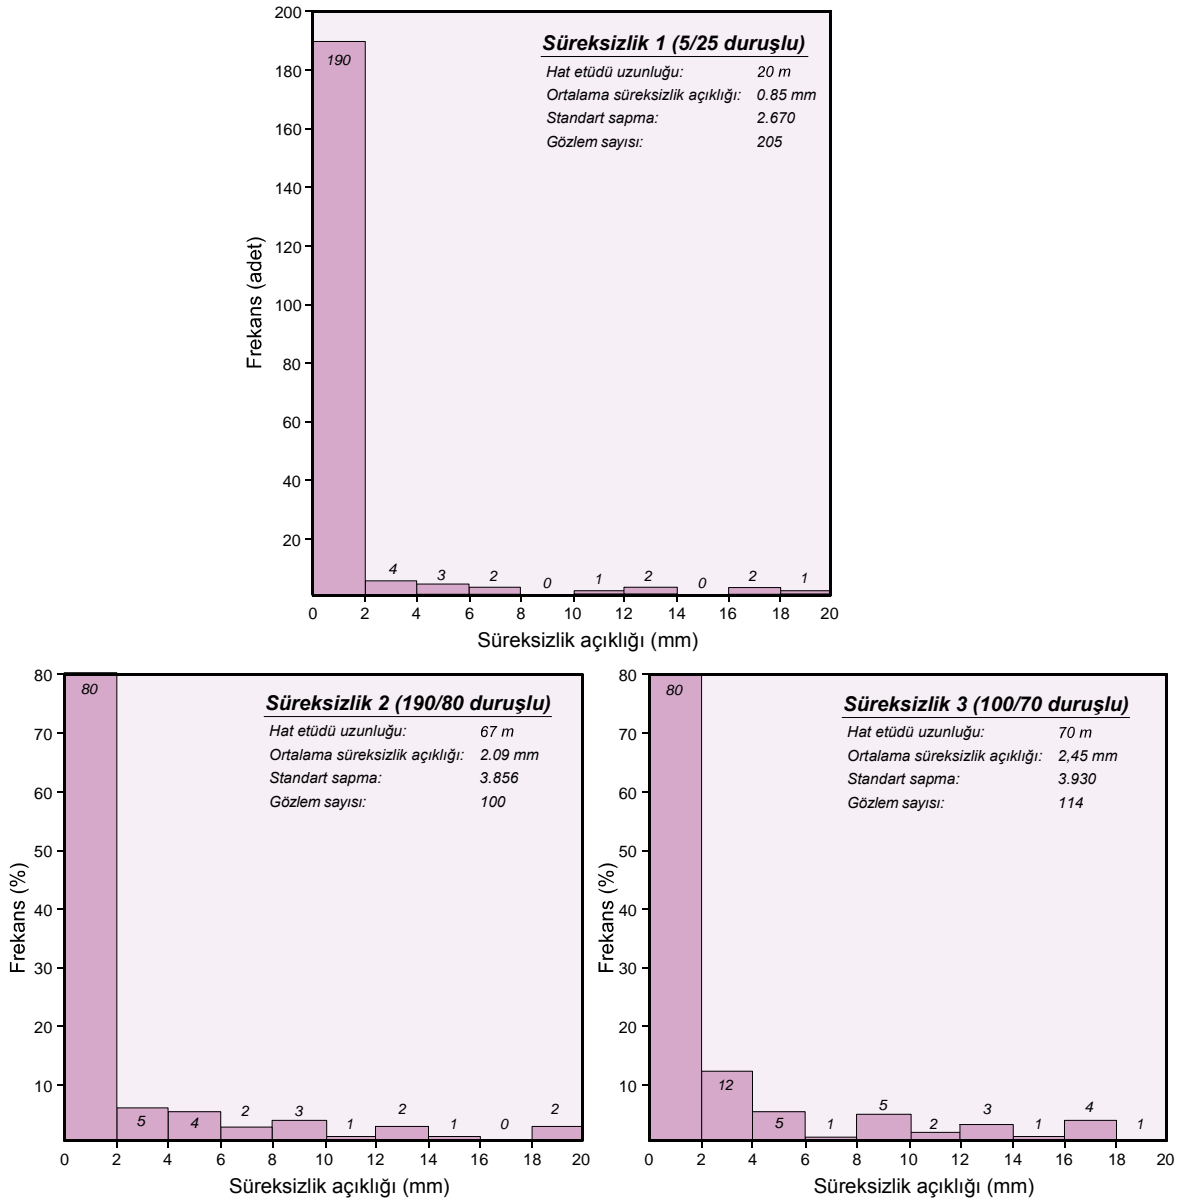 Süreksizlik 1 (5/25 duruşlu)
Hat etüdü uzunluğu: 20 m
Ortalama süreksizlik açıklığı: 0.85 mm
Standart sapma: 2.670
Gözlem sayısı: 205
Frekans (adet)
200
180
160
140
120
100
80
60
40
20
190
4 3 2 0 1 2 0 2 1
0 2 4 6 8 10 12 14 16 18 20
Süreksizlik açıklığı (mm)
Süreksizlik 2 (190/80 duruşlu)
Hat etüdü uzunluğu: 67 m
Ortalama süreksizlik açıklığı: 2.09 mm
Standart sapma: 3.856
Gözlem sayısı: 100
Frekans (%)
80
70
60
50
40
30
20
10
80
5 4 2 3 1 2 1 0 2
0 2 4 6 8 10 12 14 16 18 20
Süreksizlik açıklığı (mm)
Süreksizlik 3 (100/70 duruşlu)
Hat etüdü uzunluğu: 70 m
Ortalama süreksizlik açıklığı: 2,45 mm
Standart sapma: 3.930
Gözlem sayısı: 114
Frekans (%)
80
70
60
50
40
30
20
10
80
12 5 1 5 2 3 1 4 1
0 2 4 6 8 10 12 14 16 18 20
Süreksizlik açıklığı (mm)